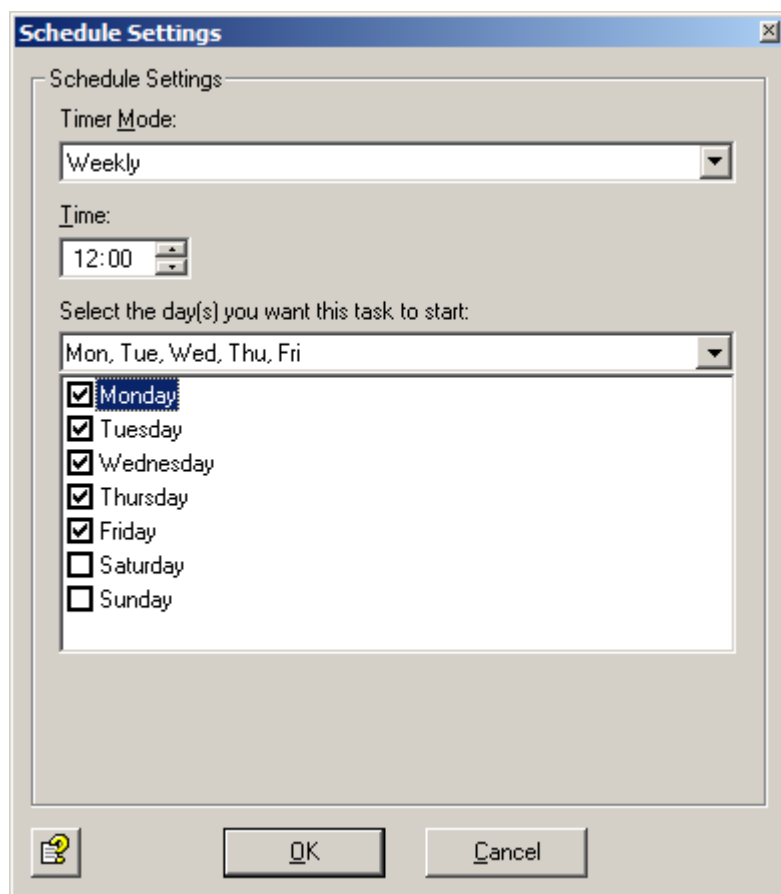 Schedule Settings
Schedule Settings
Timer Mode:
Weekly
Time:
12:00
Select the day(s) you want this task to start:
Mon, Tue, Wed, Thu, Fri
Monday
Tuesday
Wednesday
Thursday
Friday
Saturday
Sunday
OK
Cancel